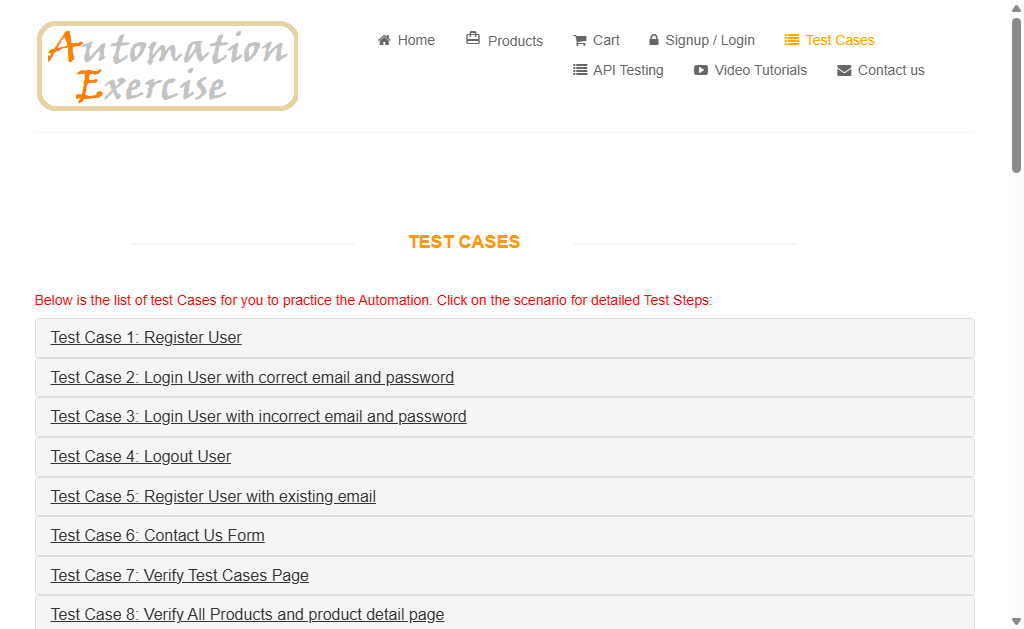 Automation
Exercise
Home
Products
Cart
Signup / Login
Test Cases
API Testing
Video Tutorials
Contact us
TEST CASES
Below is the list of test Cases for you to practice the Automation. Click on the scenario for detailed Test Steps:
Test Case 1: Register User
Test Case 2: Login User with correct email and password
Test Case 3: Login User with incorrect email and password
Test Case 4: Logout User
Test Case 5: Register User with existing email
Test Case 6: Contact Us Form
Test Case 7: Verify Test Cases Page
Test Case 8: Verify All Products and product detail page